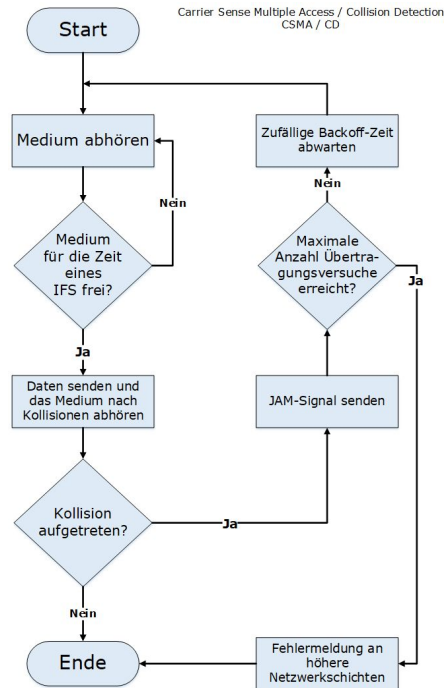 Carrier Sense Multiple Access / Collision Detection
CSMA / CD
Start
Medium abhören
Nein
Medium
für die Zeit
eines
IFS frei?
Ja
Daten senden und
das Medium nach
Kollisionen abhören
Kollision
aufgetreten?
Ja
Nein
Ende
JAM-Signal senden
Maximale
Anzahl Übertra-
gungsversuche
erreicht?
Nein
Ja
Zufällige Backoff-Zeit
abwarten
Fehlermeldung an
höhere
Netzwerkschichten